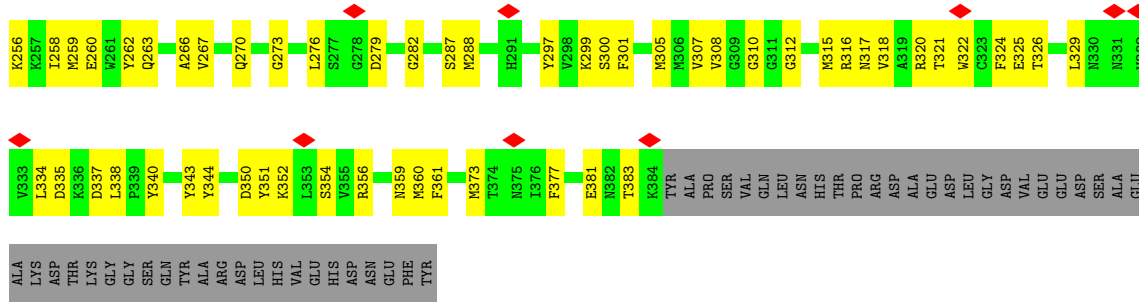 K256 K257 I258 M259 E260 W261 Y262 Q263 A266 V267 Q270 G273 L276 S277 G278 D279 G282 S287 M288 H291 Y297 V298 K299 S300 F301 M305 M306 V307 V308 G309 G310 G311 G312 M315 R316 N317 V318 A319 R320 T321 W322 C323 F324 E325 T326 L329 N330 N331
V333 L334 D335 K336 D337 L338 P339 Y340 Y343 Y344 D350 Y351 K352 L353 S354 V355 R356 N359 M360 F361 M373 T374 N375 I376 F377 E381 N382 T383 K384 TYR ALA PRO SER VAL GLN LEU ASN HIS THR PRO ARG ASP ALA GLU ASP LEU GLY ASP VAL GLU GLU ASP SER ALA GLU
ALA LYS ASP THR LYS GLY GLY SER GLN TYR ALA ARG ASP LEU HIS VAL GLU HIS ASP ASN GLU PHE TYR